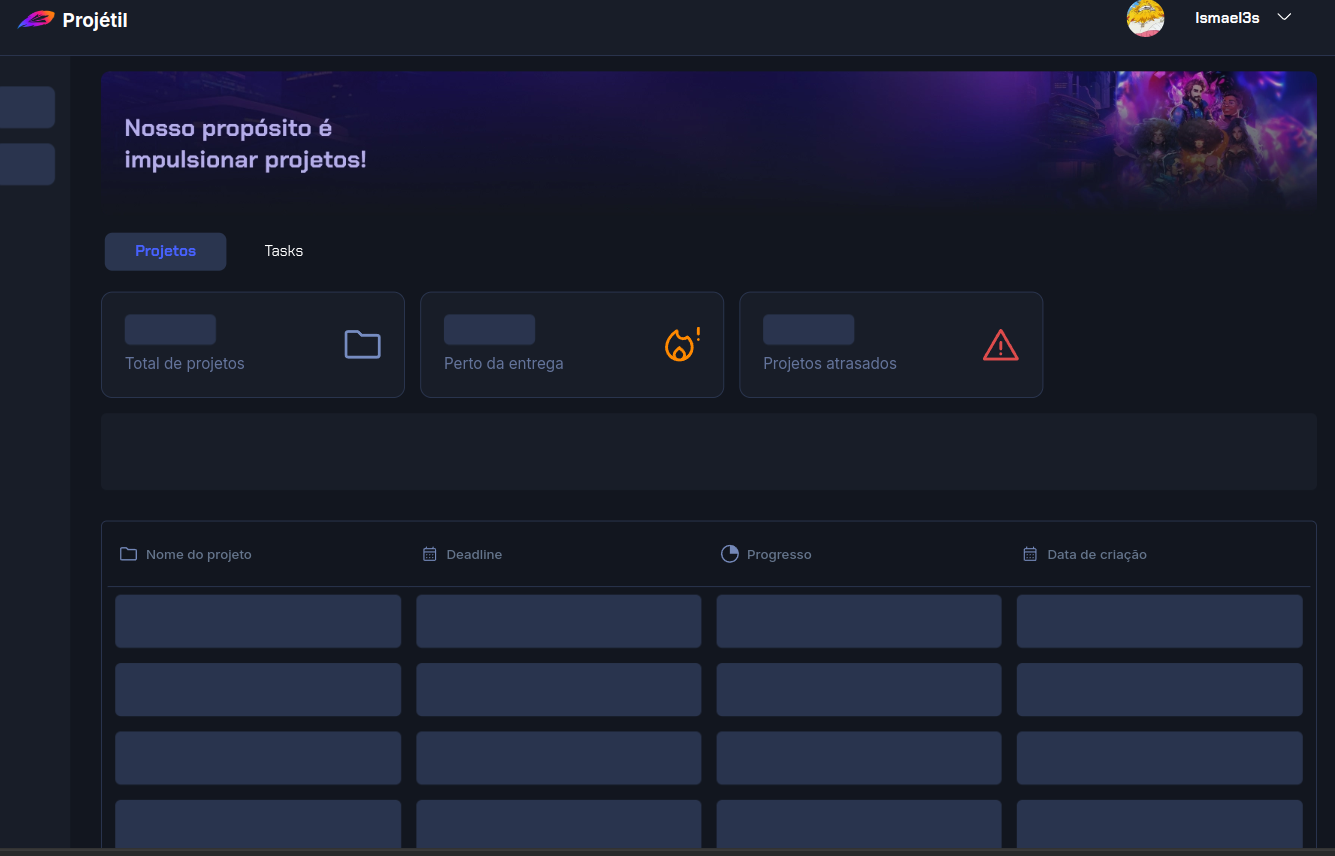 Projétil
Ismael3s
Nosso propósito é
impulsionar projetos!
Projetos
Tasks
Total de projetos
Perto da entrega
Projetos atrasados
Nome do projeto
Deadline
Progresso
Data de criação